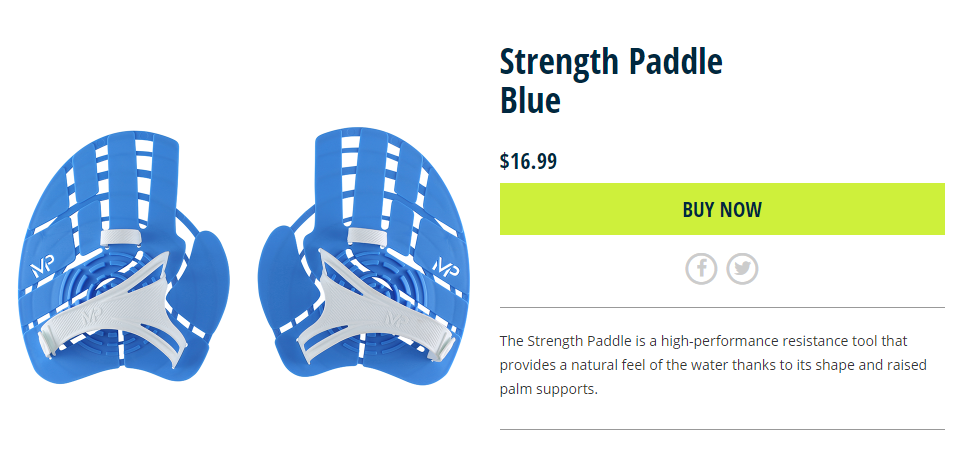 Strength Paddle
Blue
$16.99
BUY NOW
The Strength Paddle is a high-performance resistance tool that
provides a natural feel of the water thanks to its shape and raised
palm supports.
MP
MP
MP
MP